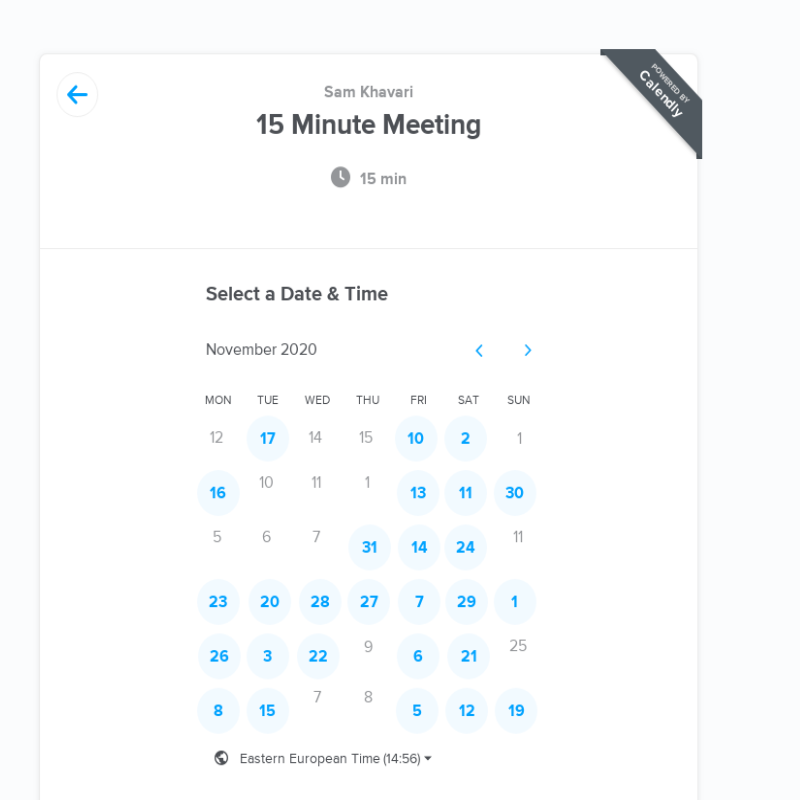 POWERED BY
Calendly
Sam Khavari
15 Minute Meeting
15 min
Select a Date & Time
November 2020
MON TUE WED THU FRI SAT SUN
12 17 14 15 10 2 1
16 10 11 1 13 11 30
5 6 7 31 14 24 11
23 20 28 27 7 29 1
26 3 22 9 6 21 25
8 15 7 8 5 12 19
Eastern European Time (14:56)